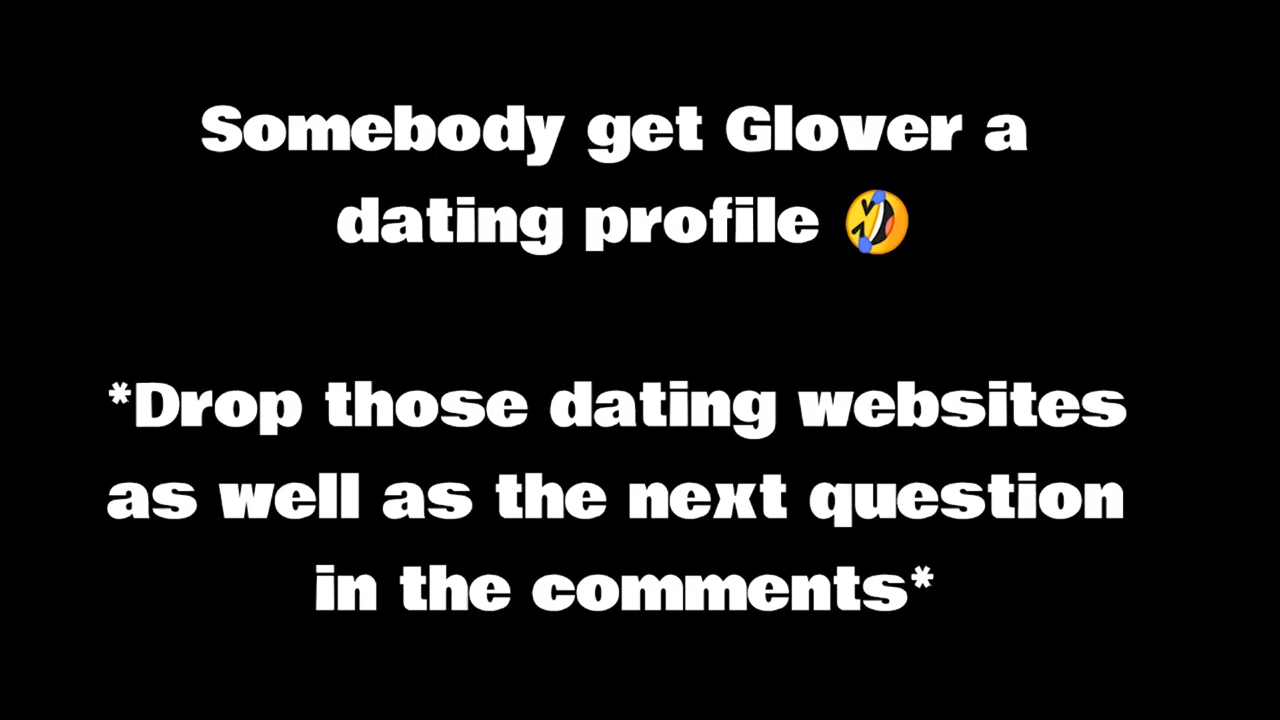 Somebody get Glover a
dating profile 🤣
*Drop those dating websites
as well as the next question
in the comments*